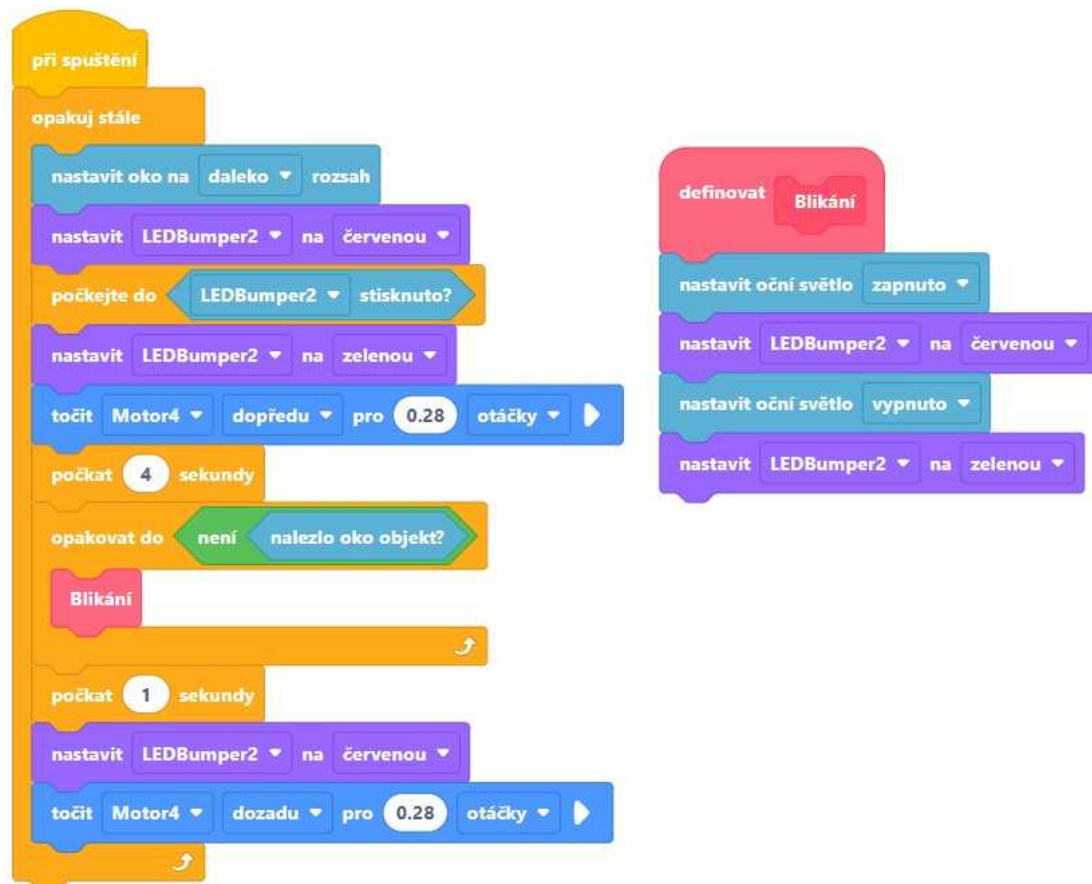 při spuštění
opakuj stále
nastavit oko na daleko rozsah
nastavit LEDBumper2 na červenou
počkejte do LEDBumper2 stisknuto?
nastavit LEDBumper2 na zelenou
točit Motor4 dopředu pro 0.28 otáčky
počkat 4 sekundy
opakovat do není nalezlo oko objekt?
Blikání
počkat 1 sekundy
nastavit LEDBumper2 na červenou
točit Motor4 dozadu pro 0.28 otáčky
definovat Blikání
nastavit oční světlo zapnuto
nastavit LEDBumper2 na červenou
nastavit oční světlo vypnuto
nastavit LEDBumper2 na zelenou